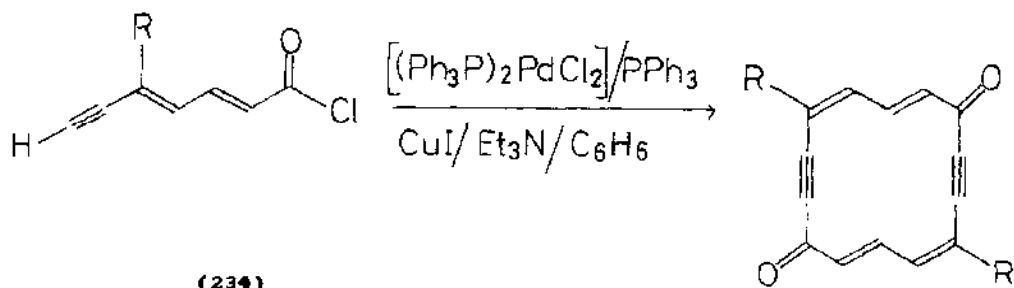 R
O
Cl
H
[(Ph3P)2PdCl2]/PPh3
CuI/Et3N/C6H6
R
O
O
R
(234)